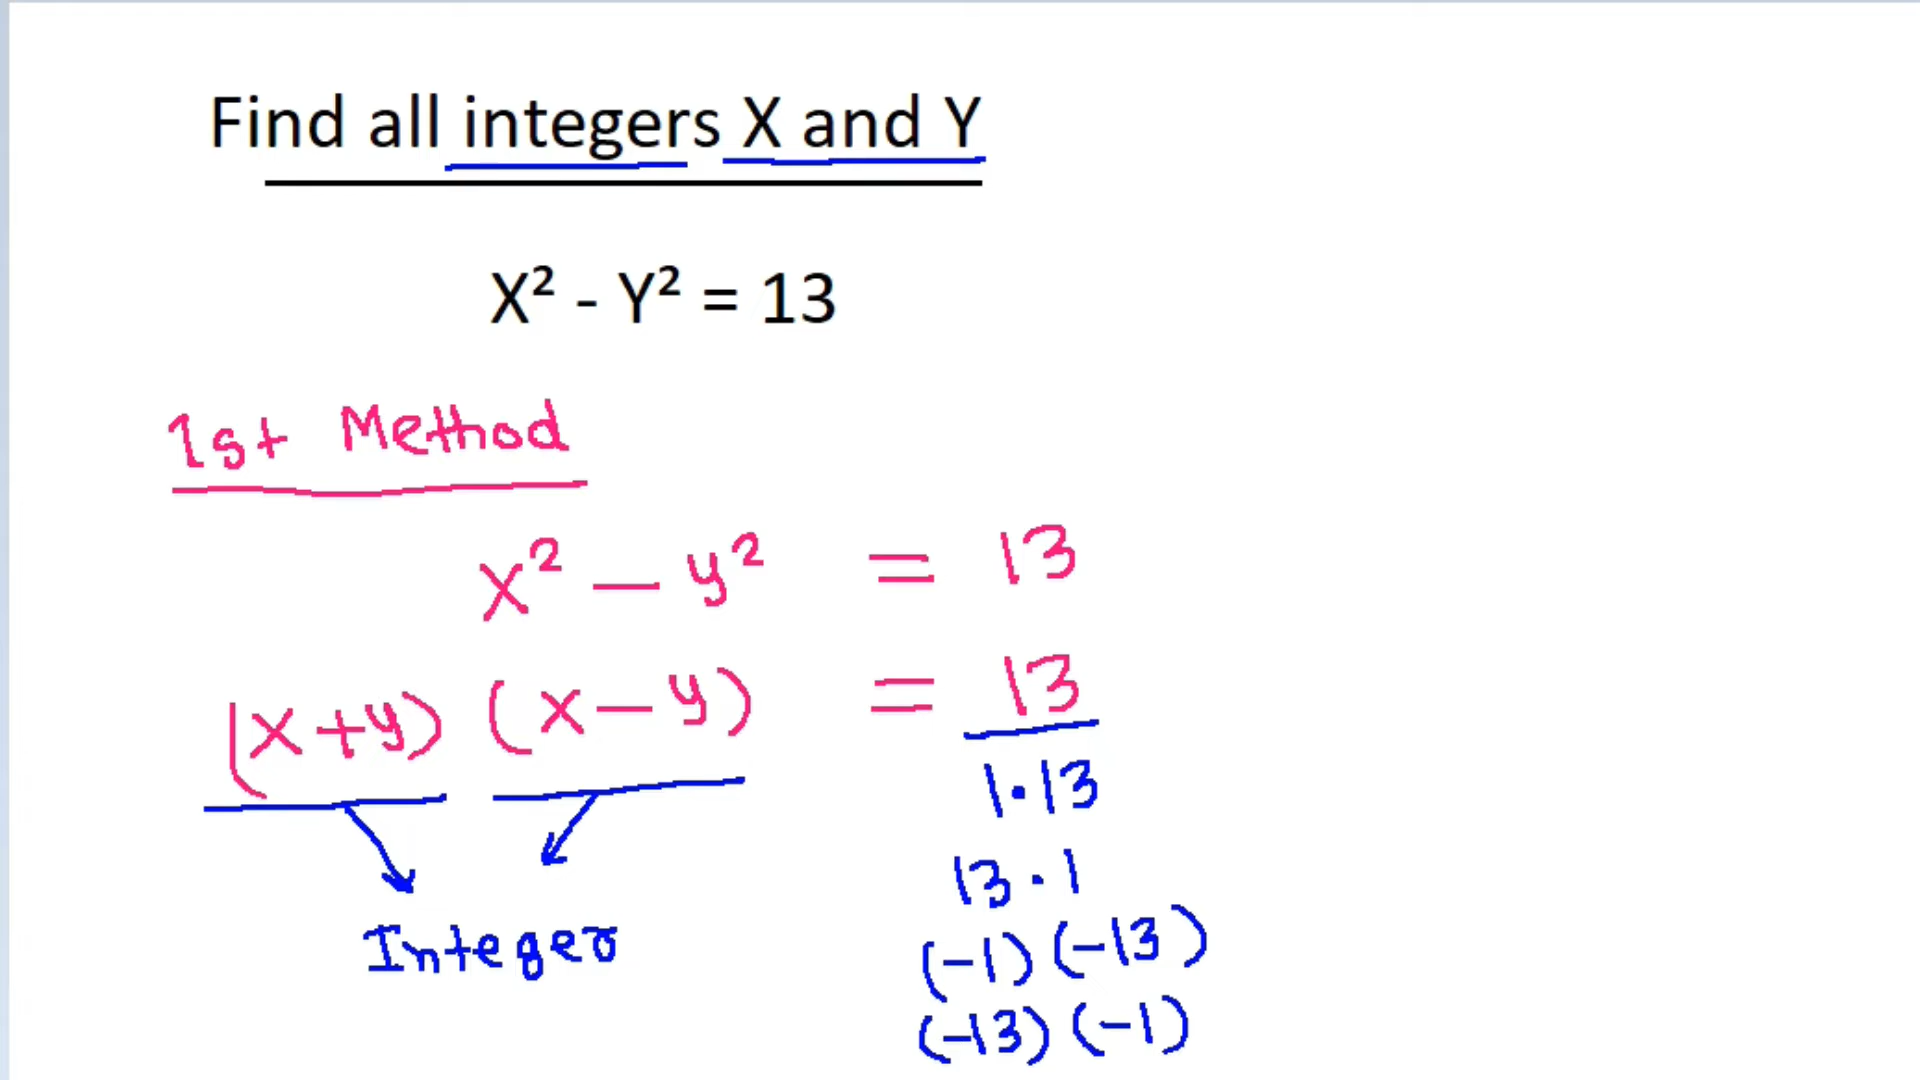 Find all integers X and Y
X² - Y² = 13
1st Method
x² - y² = 13
(x+y) (x-y) = 13
1·13
13·1
Integer
(-1) (-13)
(-13) (-1)